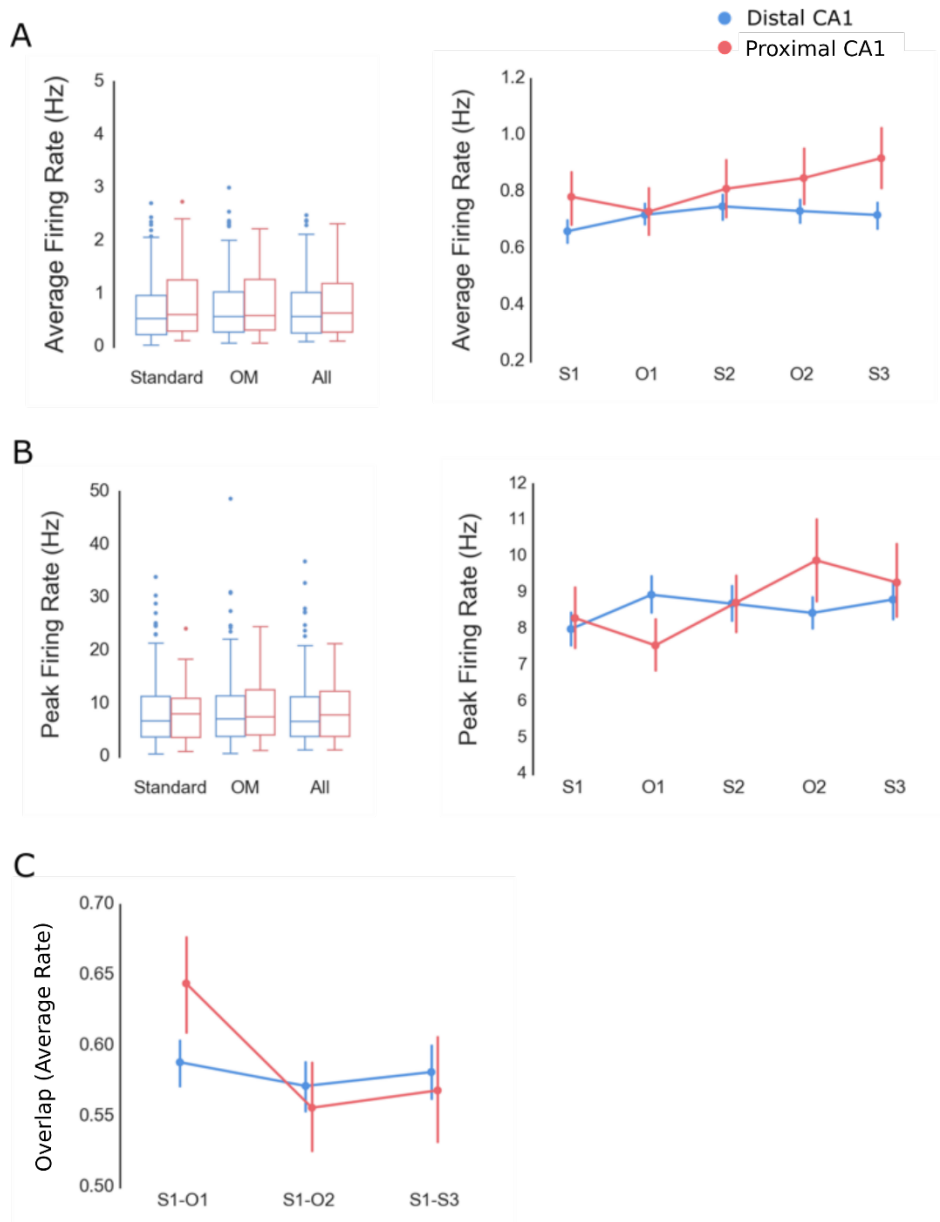 A
Distal CA1
Proximal CA1
Average Firing Rate (Hz)
5
4
3
2
1
0
Standard OM All
Average Firing Rate (Hz)
1.2
1.0
0.8
0.6
0.4
0.2
S1 O1 S2 O2 S3
B
Peak Firing Rate (Hz)
50
40
30
20
10
0
Standard OM All
Peak Firing Rate (Hz)
12
11
10
9
8
7
6
5
4
S1 O1 S2 O2 S3
C
Overlap (Average Rate)
0.70
0.65
0.60
0.55
0.50
S1-O1 S1-O2 S1-S3